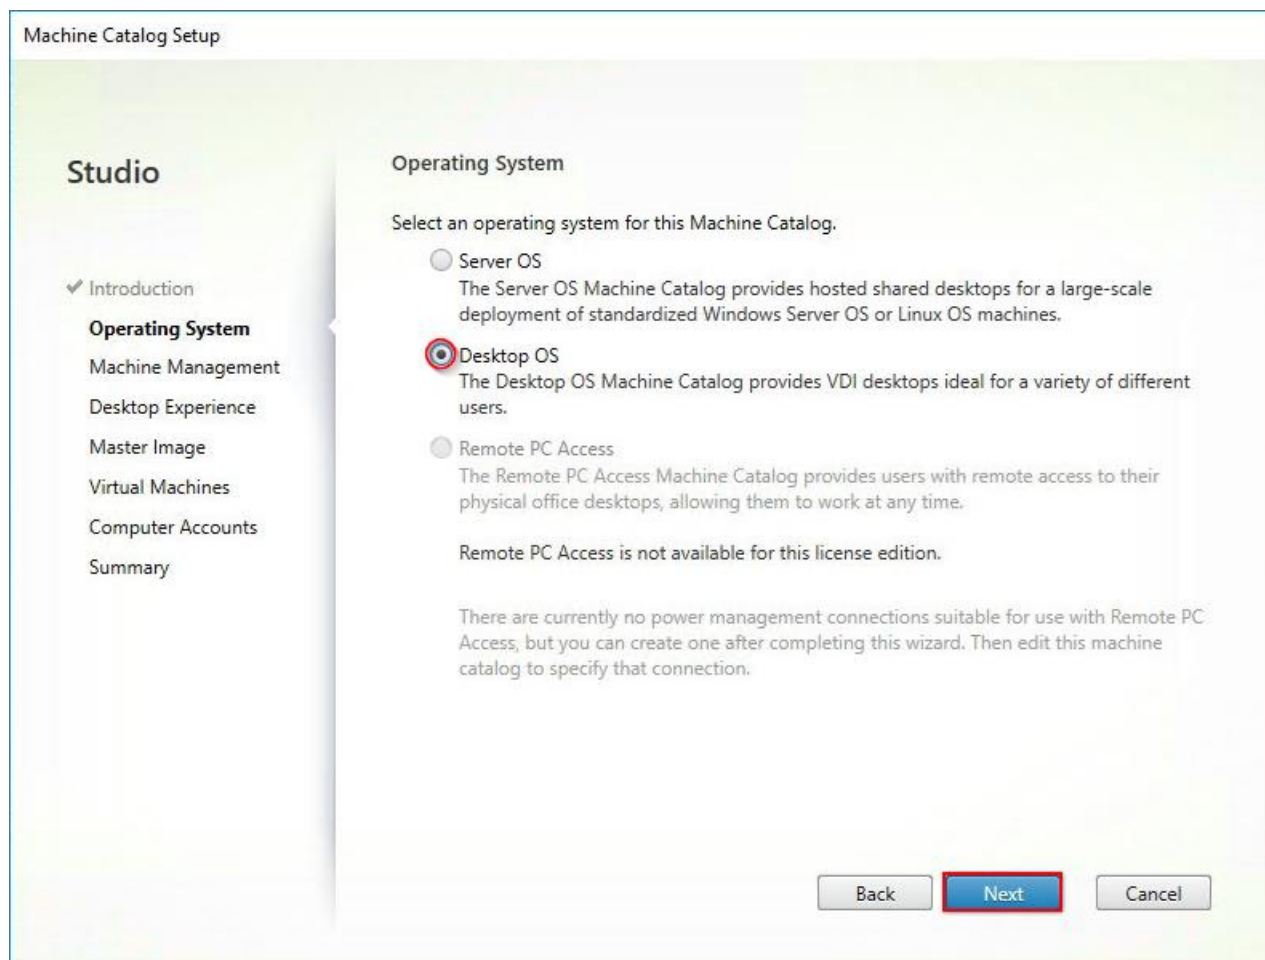 Machine Catalog Setup
Studio
Introduction
Operating System
Machine Management
Desktop Experience
Master Image
Virtual Machines
Computer Accounts
Summary
Operating System
Select an operating system for this Machine Catalog.
Server OS
The Server OS Machine Catalog provides hosted shared desktops for a large-scale
deployment of standardized Windows Server OS or Linux OS machines.
Desktop OS
The Desktop OS Machine Catalog provides VDI desktops ideal for a variety of different
users.
Remote PC Access
The Remote PC Access Machine Catalog provides users with remote access to their
physical office desktops, allowing them to work at any time.
Remote PC Access is not available for this license edition.
There are currently no power management connections suitable for use with Remote PC
Access, but you can create one after completing this wizard. Then edit this machine
catalog to specify that connection.
Back
Next
Cancel